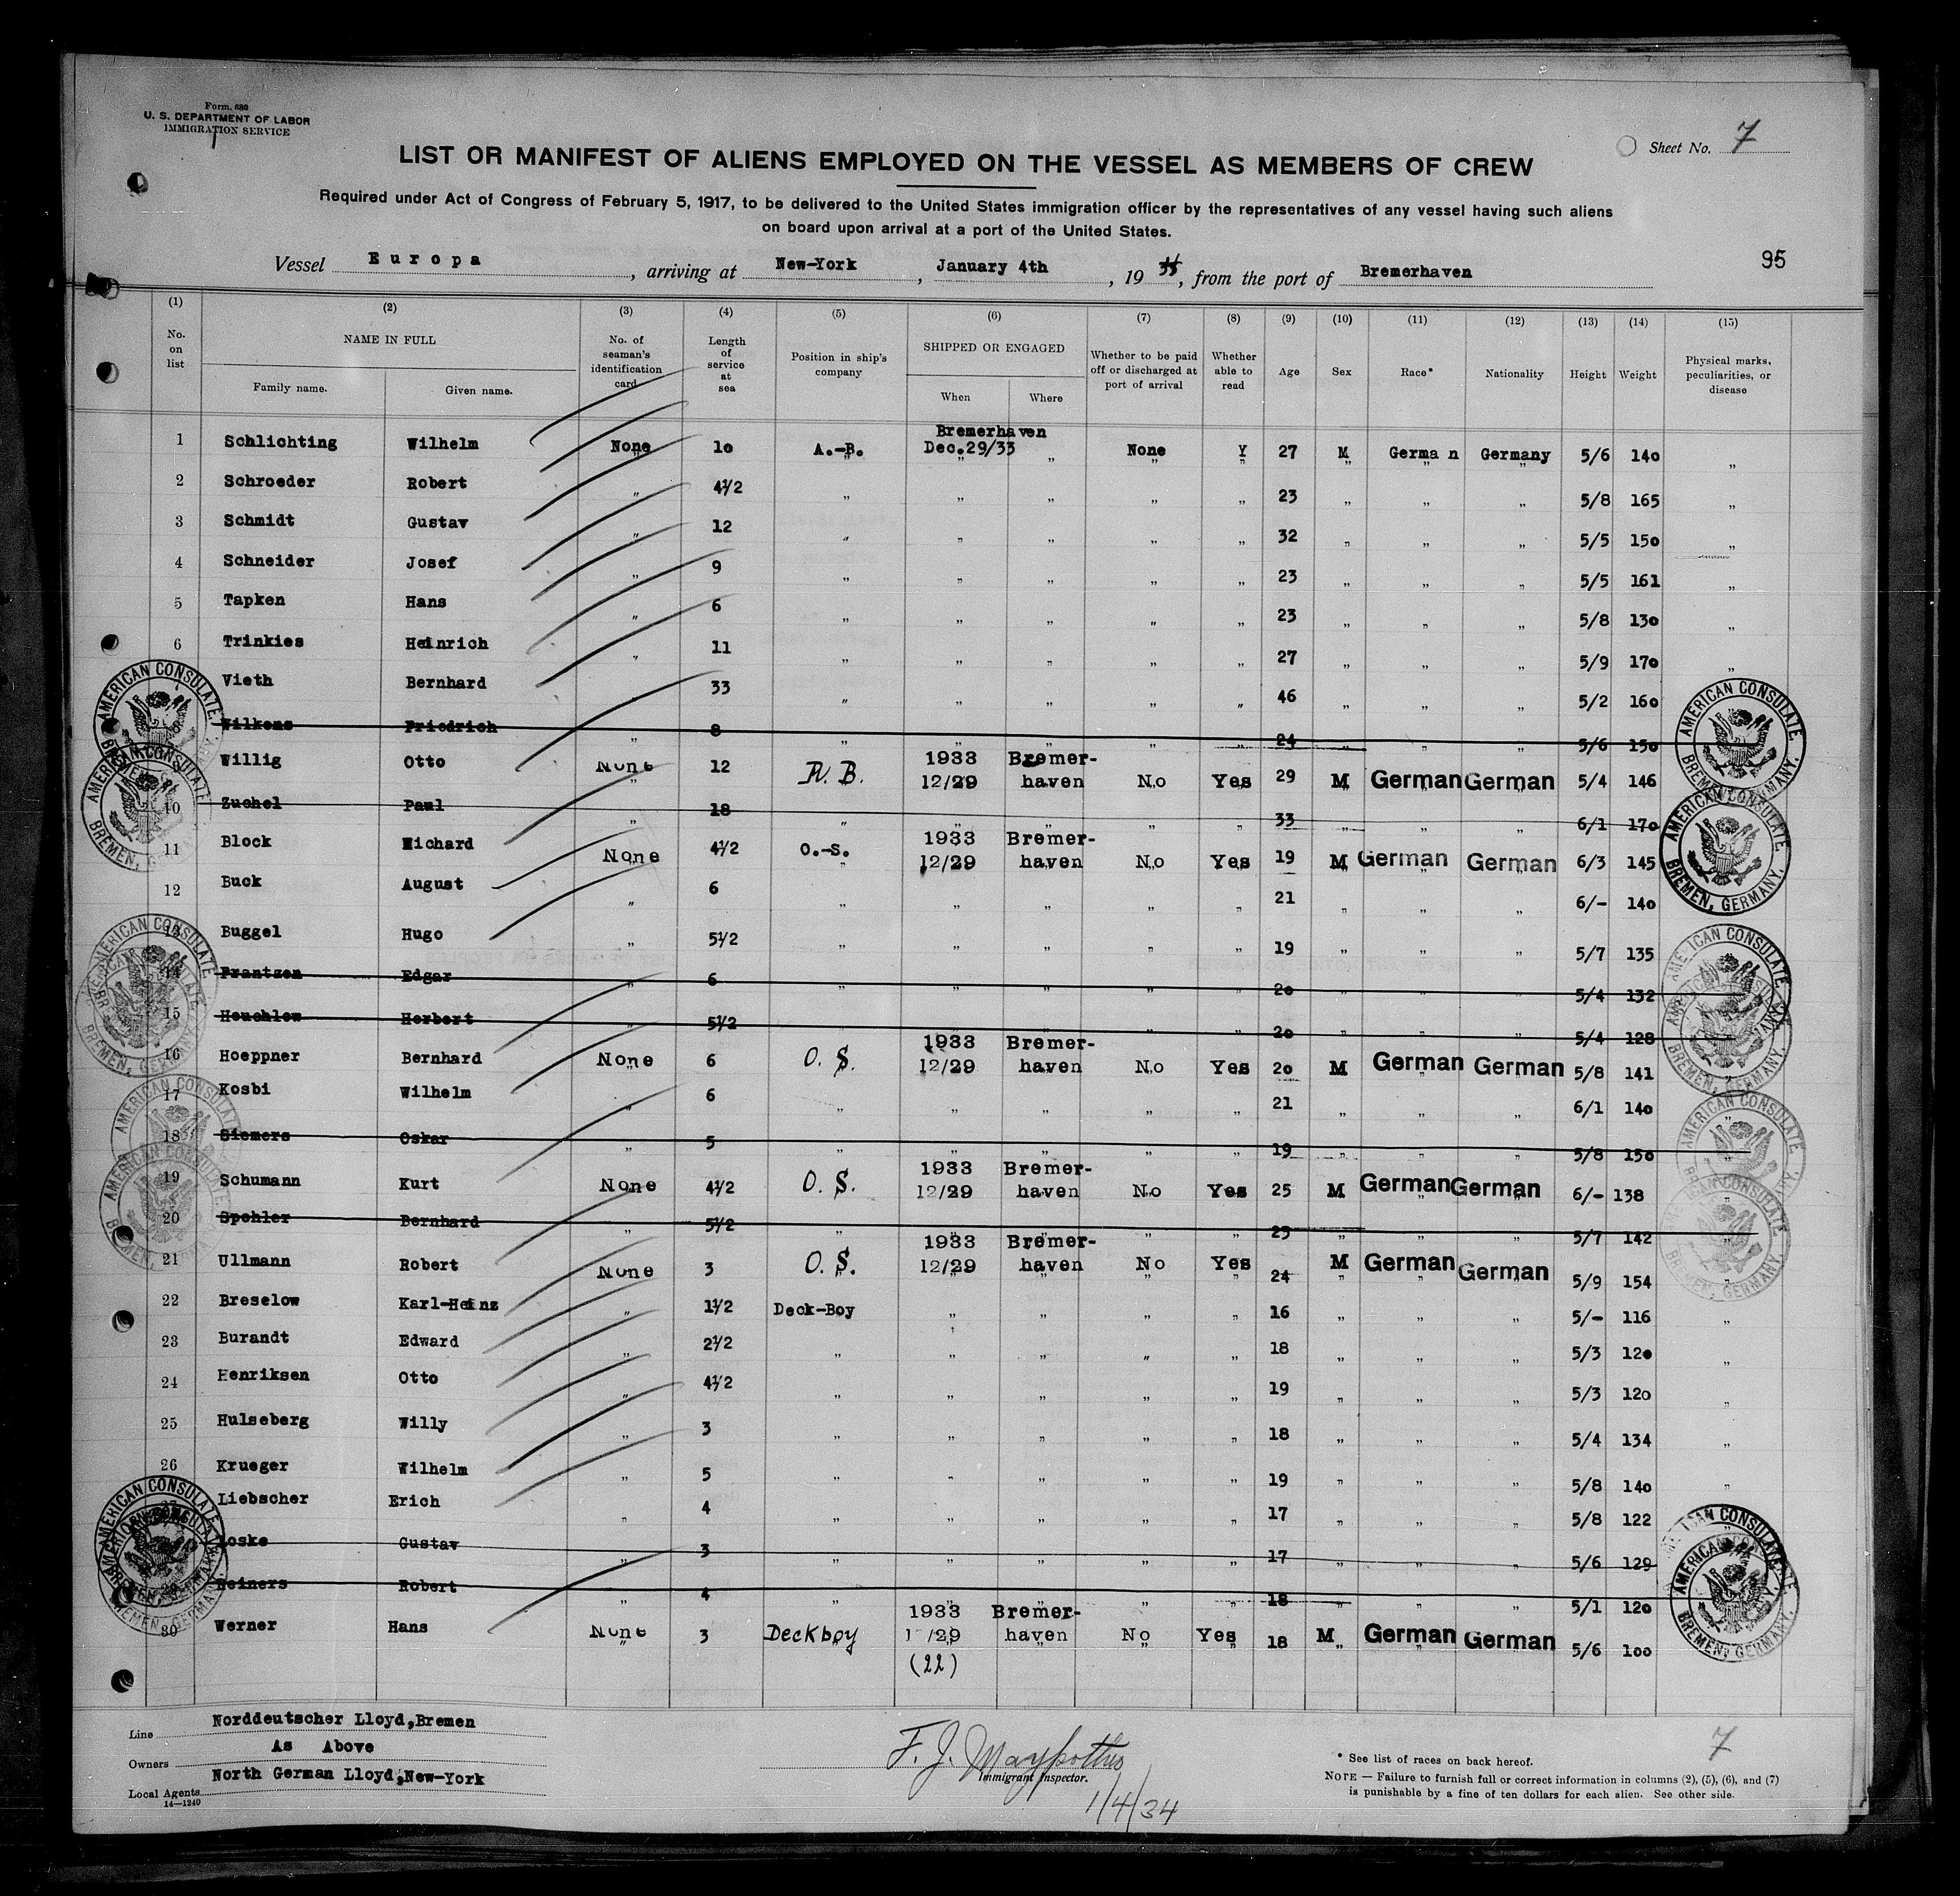 Form 680
U. S. DEPARTMENT OF LABOR
IMMIGRATION SERVICE
Sheet No. 7
LIST OR MANIFEST OF ALIENS EMPLOYED ON THE VESSEL AS MEMBERS OF CREW
Required under Act of Congress of February 5, 1917, to be delivered to the United States immigration officer by the representatives of any vessel having such aliens
on board upon arrival at a port of the United States.
95
Vessel Europa, arriving at New-York, January 4th, 19, from the port of Bremerhaven
(1) (2) (3) (4) (5) (6) (7) (8) (9) (10) (11) (12) (13) (14) (15)
No. on list NAME IN FULL Family name. Given name. No. of seaman's identification card Length of service at sea Position in ship's company SHIPPED OR ENGAGED When Where Whether to be paid off or discharged at port of arrival Whether able to read Age Sex Race* Nationality Height Weight Physical marks, peculiarities, or disease
Bremerhaven
1 Schlichting Wilhelm None 10 A.-B. Dec.29/33 " None Y 27 M German Germany 5/6 140 "
2 Schroeder Robert " 4½ " " " " " 23 " " " 5/8 165 "
3 Schmidt Gustav " 12 " " " " " 32 " " " 5/5 150 "
4 Schneider Josef " 9 " " " " " 23 " " " 5/5 161 "
5 Tapken Hans " 6 " " " " " 23 " " " 5/8 130 "
6 Trinkies Heinrich " 11 " " " " " 27 " " " 5/9 170 "
Vieth Bernhard 33 " " " " " 46 " " " 5/2 160
Wilkens Friedrich " 8 " " " " " 24 " " " 5/6 150
Willig Otto None 12 A. B. 1933 12/29 Bremer-haven No Yes 29 M German German 5/4 146
10 Zuchel Paul " 18 " " " " " 33 " " " 6/1 170
11 Block Richard None 4½ O.-S. 1933 12/29 Bremer-haven No Yes 19 M German German 6/3 145
12 Buck August " 6 " " " " " 21 " " " 6/- 140
13 Buggel Hugo " 5½ " " " " " 19 " " " 5/7 135
14 Frantzen Edgar " 6 " " " " " 20 " " " 5/4 132
15 Herbert " 5½ " " " " " 20 " " " 5/4 128
16 Hoeppner Bernhard None 6 O. S. 1933 12/29 Bremer-haven No Yes 20 M German German 5/8 141
17 Kosbi Wilhelm " 6 " " " " " 21 " " " 6/1 140 "
18 Siemers Oskar " 5 " " " " " 19 " " " 5/8 150
19 Schumann Kurt None 4½ O. S. 1933 12/29 Bremer-haven No Yes 25 M German German 6/- 138 "
20 Spohler Bernhard " 5½ " " " " " 23 " " " 5/7 142 "
21 Ullmann Robert None 3 O. S. 1933 12/29 Bremer-haven No Yes 24 M German German 5/9 154 "
22 Breselow Karl-Heinz " 1½ Deck-Boy " " " " 16 " " " 5/- 116 "
23 Burandt Edward " 2½ " " " " " 18 " " " 5/3 120 "
24 Henriksen Otto " 4½ " " " " " 19 " " " 5/3 120 "
25 Hulseberg Willy " 3 " " " " " 18 " " " 5/4 134 "
26 Krueger Wilhelm " 5 " " " " " 19 " " " 5/8 140 "
27 Liebscher Erich " 4 " " " " " 17 " " " 5/8 122 "
Loske Gustav " 3 " " " " " 17 " " " 5/6 129
Reiners Robert " 4 " " " " " 18 " " " 5/1 120
30 Werner Hans None 3 Deckboy 1933 /29 Bremer-haven No Yes 18 M German German 5/6 100
(22)
AMERICAN CONSULATE, BREMEN, GERMANY.
Line Norddeutscher Lloyd,Bremen
Owners As Above
Local Agents North German Lloyd,New-York
14—1240
F. J.
Immigrant Inspector.
1/4/34
7
* See list of races on back hereof.
NOTE — Failure to furnish full or correct information in columns (2), (5), (6), and (7)
is punishable by a fine of ten dollars for each alien. See other side.